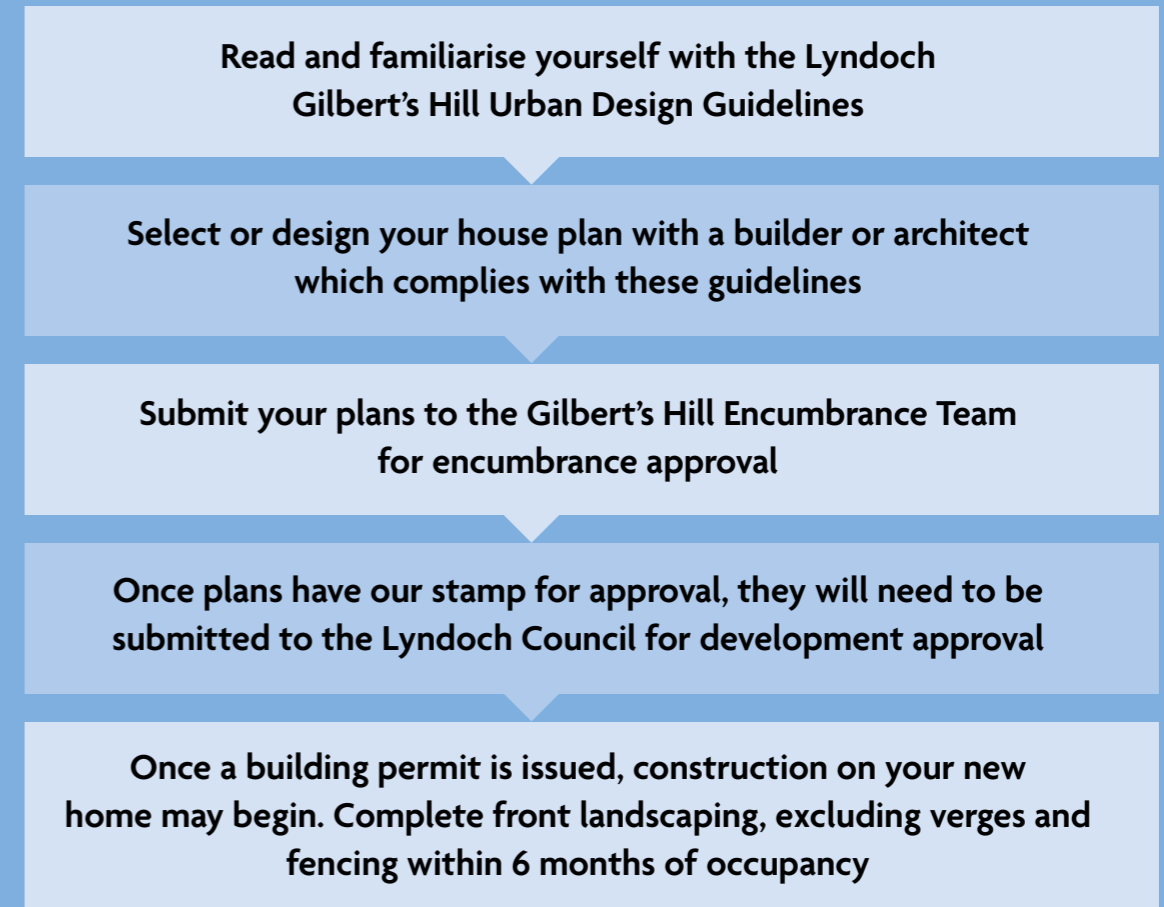 Read and familiarise yourself with the Lyndoch
Gilbert’s Hill Urban Design Guidelines
Select or design your house plan with a builder or architect
which complies with these guidelines
Submit your plans to the Gilbert’s Hill Encumbrance Team
for encumbrance approval
Once plans have our stamp for approval, they will need to be
submitted to the Lyndoch Council for development approval
Once a building permit is issued, construction on your new
home may begin. Complete front landscaping, excluding verges and
fencing within 6 months of occupancy